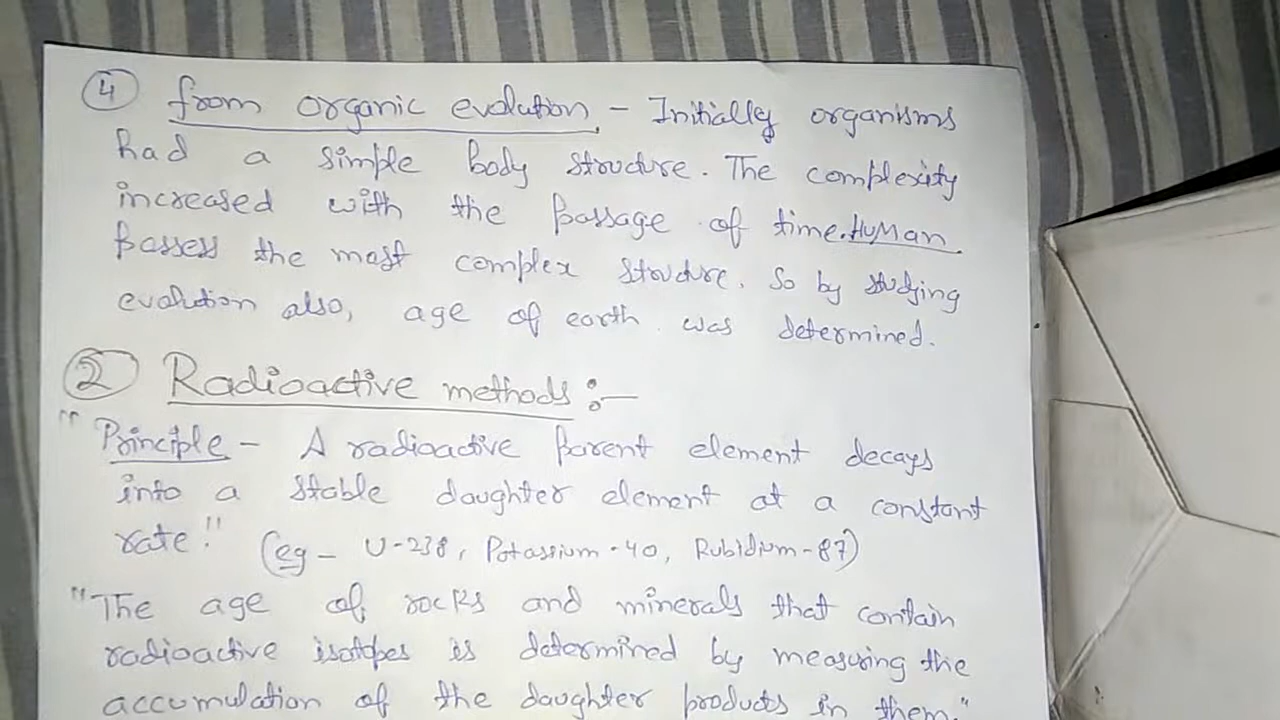 ④ from organic evolution, - Initially organisms
had a simple body structure. The complexity
increased with the passage of time. HUMan
passess the most complex structure. So by studying
evolution also, age of earth was determined.
② Radioactive methods :-
"Principle - A radioactive parent element decays
into a stable daughter element at a constant
rate." (eg - U-238, Potassium-40, Rubidium-87)
"The age of rocks and minerals that contain
radioactive isotopes is determined by measuring the
accumulation of the daughter products in them."